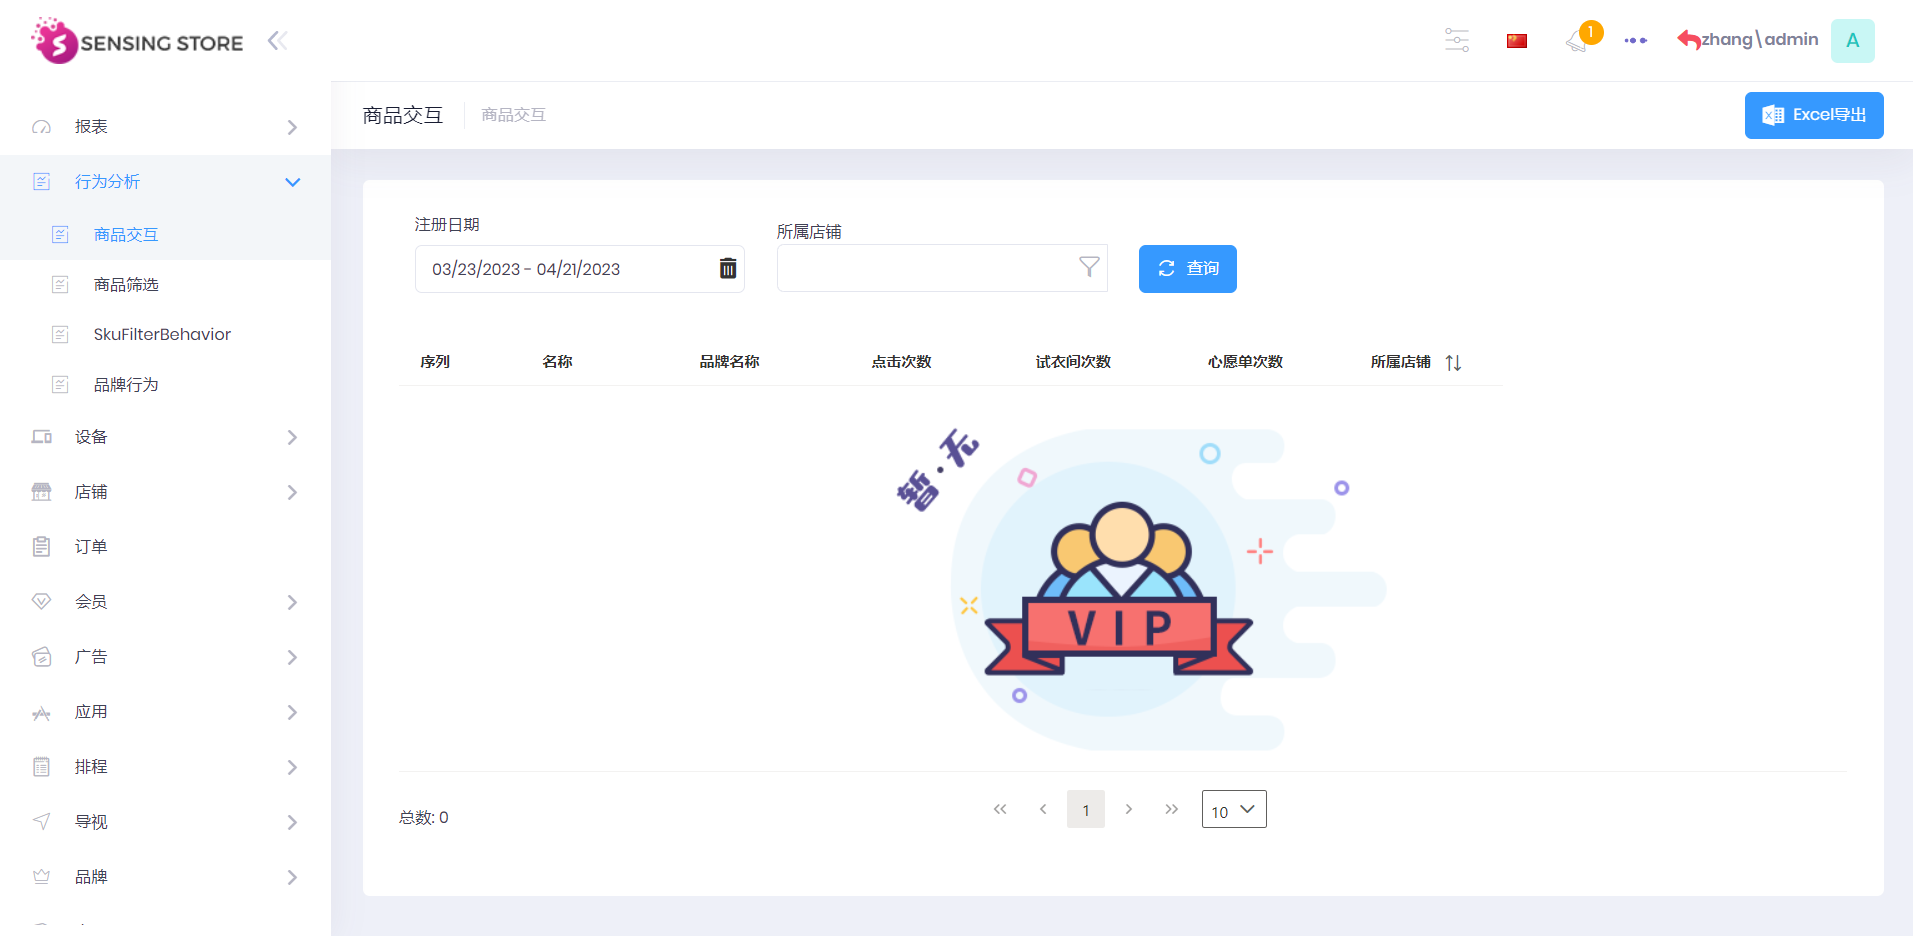 SENSING STORE
1
zhang\admin
A
报表
行为分析
商品交互
商品筛选
SkuFilterBehavior
品牌行为
设备
店铺
订单
会员
广告
应用
排程
导视
品牌
商品交互
商品交互
Excel导出
注册日期
03/23/2023 - 04/21/2023
所属店铺
查询
序列
名称
品牌名称
点击次数
试衣间次数
心愿单次数
所属店铺
暂·无
VIP
总数: 0
1
10